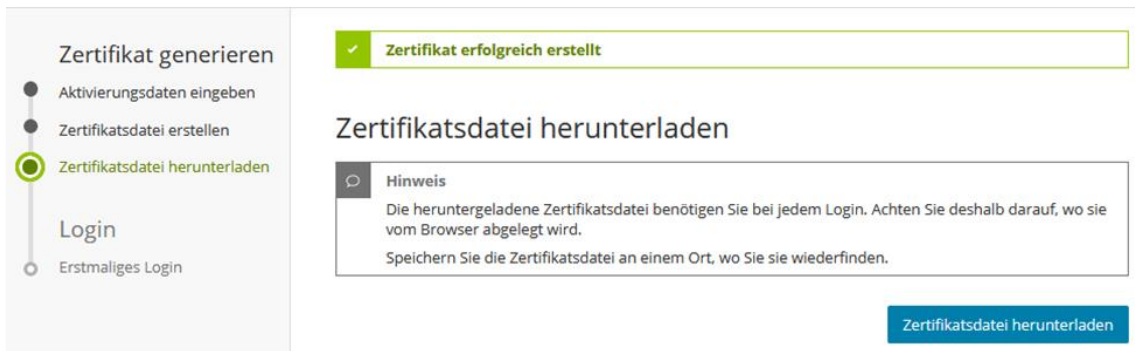 Zertifikat generieren
Aktivierungsdaten eingeben
Zertifikatsdatei erstellen
Zertifikatsdatei herunterladen
Login
Erstmaliges Login
Zertifikat erfolgreich erstellt
Zertifikatsdatei herunterladen
Hinweis
Die heruntergeladene Zertifikatsdatei benötigen Sie bei jedem Login. Achten Sie deshalb darauf, wo sie
vom Browser abgelegt wird.
Speichern Sie die Zertifikatsdatei an einem Ort, wo Sie sie wiederfinden.
Zertifikatsdatei herunterladen